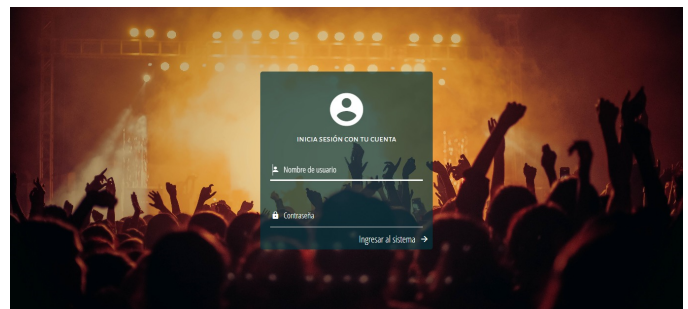 INICIA SESIÓN CON TU CUENTA
Nombre de usuario
Contraseña
Ingresar al sistema